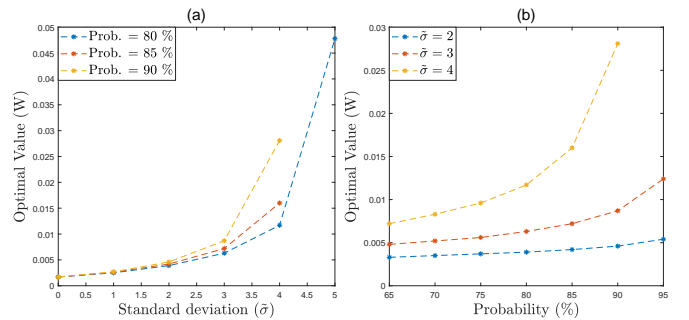 (a)
Prob. = 80 %
Prob. = 85 %
Prob. = 90 %
0.05
0.045
0.04
0.035
0.03
0.025
0.02
0.015
0.01
0.005
0
Optimal Value (W)
0 0.5 1 1.5 2 2.5 3 3.5 4 4.5 5
Standard deviation (σ̃)
(b)
σ̃ = 2
σ̃ = 3
σ̃ = 4
0.03
0.025
0.02
0.015
0.01
0.005
0
Optimal Value (W)
65 70 75 80 85 90 95
Probability (%)